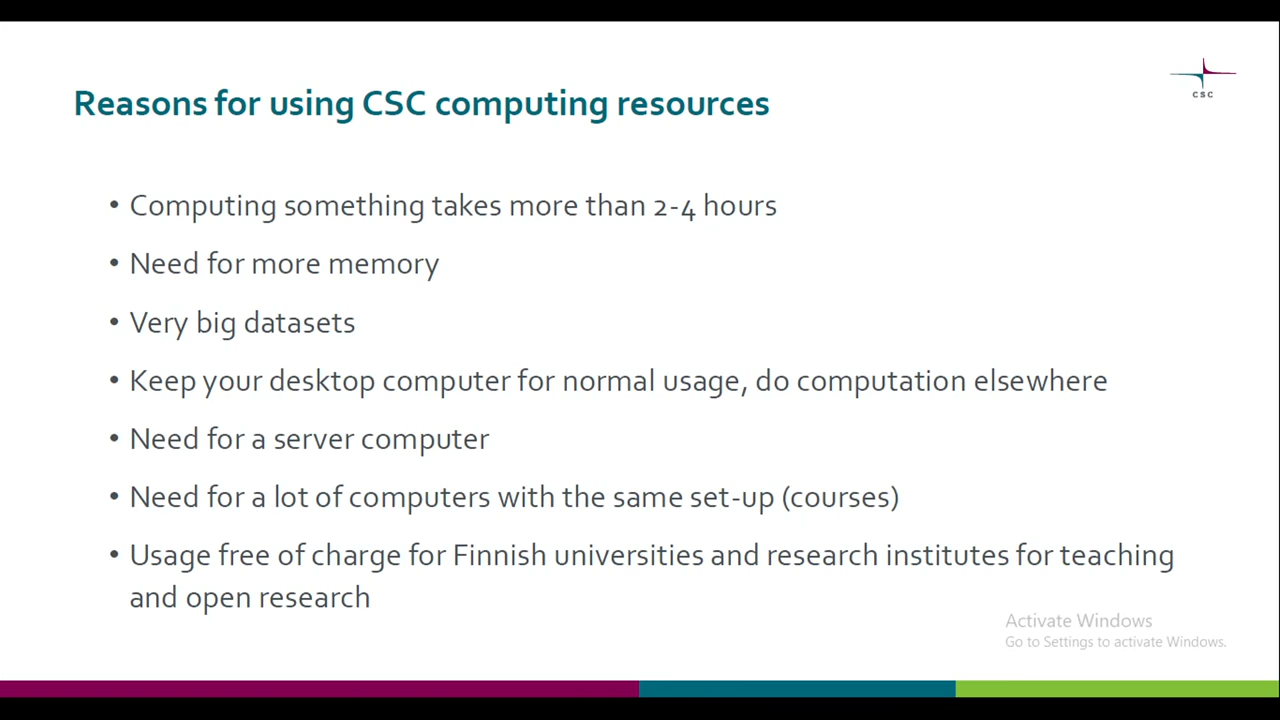 Reasons for using CSC computing resources
CSC
• Computing something takes more than 2-4 hours
• Need for more memory
• Very big datasets
• Keep your desktop computer for normal usage, do computation elsewhere
• Need for a server computer
• Need for a lot of computers with the same set-up (courses)
• Usage free of charge for Finnish universities and research institutes for teaching
and open research
Activate Windows
Go to Settings to activate Windows.